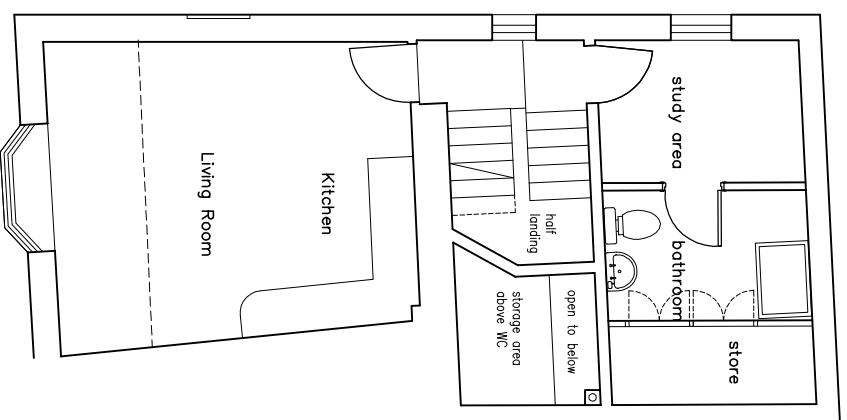 Living Room
Kitchen
half
landing
storage area
above WC
open to below
study area
bathroom
store